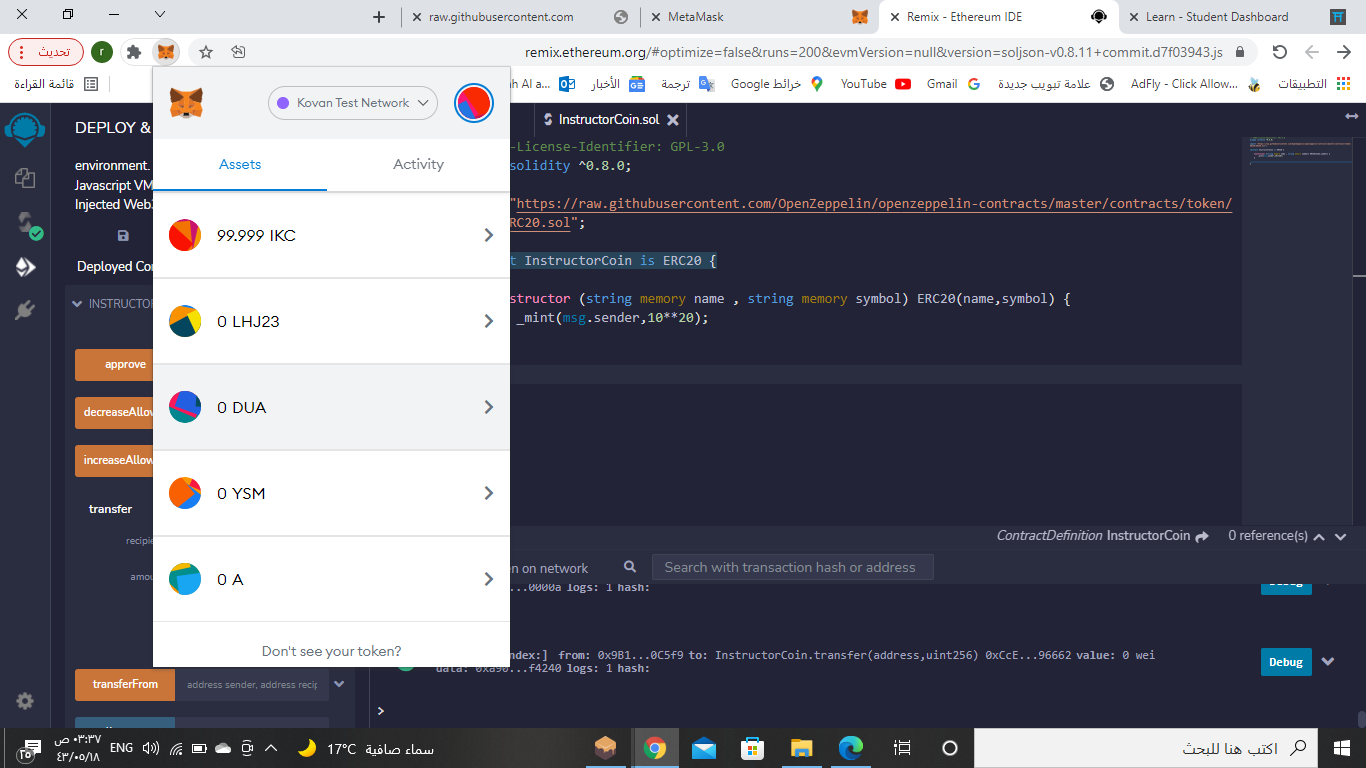 raw.githubusercontent.com
MetaMask
Remix - Ethereum IDE
Learn - Student Dashboard
تحديث
r
remix.ethereum.org/#optimize=false&runs=200&evmVersion=null&version=soljson-v0.8.11+commit.d7f03943.js
قائمة القراءة
الأخبار
ترجمة
خرائط Google
YouTube
Gmail
علامة تبويب جديدة
AdFly - Click Allow...
التطبيقات
DEPLOY &
environment.
Javascript VM
Injected Web3
Deployed Con
INSTRUCTOR
approve
decreaseAllow
increaseAllow
transfer
recipie
amou
transferFrom
address sender, address recip
Kovan Test Network
Assets
Activity
99.999 IKC
0 LHJ23
0 DUA
0 YSM
0 A
Don't see your token?
InstructorCoin.sol
-License-Identifier: GPL-3.0
solidity ^0.8.0;
"https://raw.githubusercontent.com/OpenZeppelin/openzeppelin-contracts/master/contracts/token/
RC20.sol";
t InstructorCoin is ERC20 {
structor (string memory name , string memory symbol) ERC20(name,symbol) {
_mint(msg.sender,10**20);
ContractDefinition InstructorCoin
0 reference(s)
en on network
Search with transaction hash or address
...0000a logs: 1 hash:
Debug
ndex:] from: 0x9B1...0C5f9 to: InstructorCoin.transfer(address,uint256) 0xCcE...96662 value: 0 wei
data: 0xa90...f4240 logs: 1 hash:
Debug
>
٠٣:٣٧ ص
٤٣/٠٥/١٨
٢٥
ENG
17°C
سماء صافية
اكتب هنا للبحث